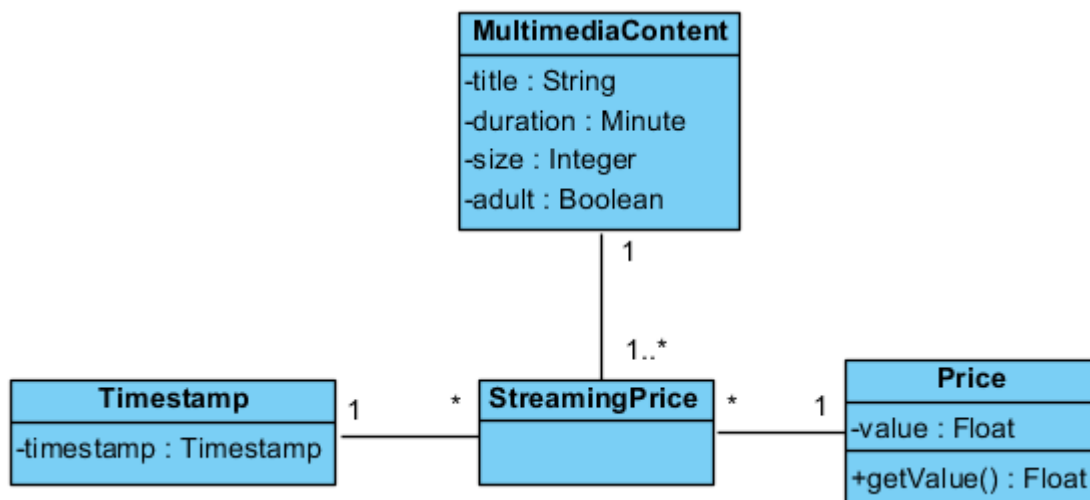 MultimediaContent
-title : String
-duration : Minute
-size : Integer
-adult : Boolean
1
1..*
Timestamp
-timestamp : Timestamp
1
*
StreamingPrice
*
1
Price
-value : Float
+getValue() : Float